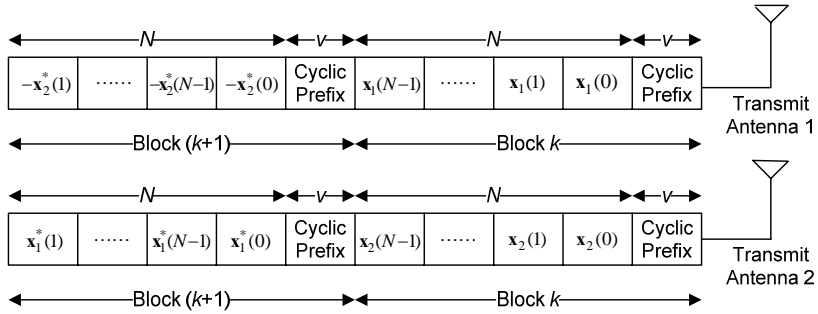 N v N v
−x₂*(1) ⋯⋯ −x₂*(N−1) −x₂*(0) Cyclic Prefix x₁(N−1) ⋯⋯ x₁(1) x₁(0) Cyclic Prefix
Transmit
Antenna 1
Block (k+1) Block k
N v N v
x₁*(1) ⋯⋯ x₁*(N−1) x₁*(0) Cyclic Prefix x₂(N−1) ⋯⋯ x₂(1) x₂(0) Cyclic Prefix
Transmit
Antenna 2
Block (k+1) Block k